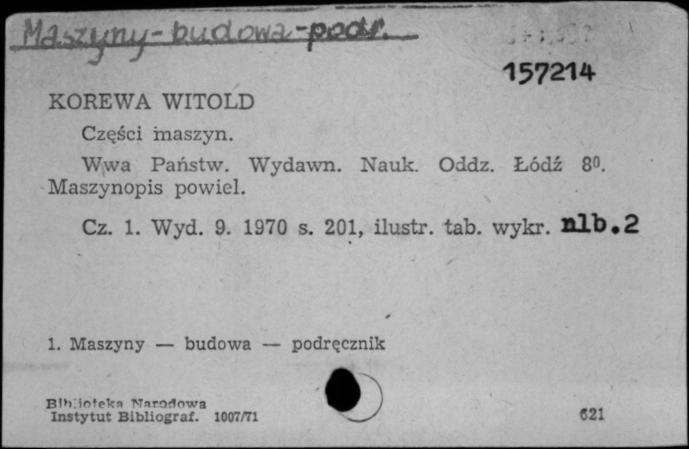 Maszyny - budowa - podr.
157214
KOREWA WITOLD
Części maszyn.
Wwa Państw. Wydawn. Nauk. Oddz. Łódź 8⁰.
Maszynopis powiel.
Cz. 1. Wyd. 9. 1970 s. 201, ilustr. tab. wykr. nlb.2
1. Maszyny — budowa — podręcznik
Biblioteka Narodowa
Instytut Bibliograf. 1007/71
621